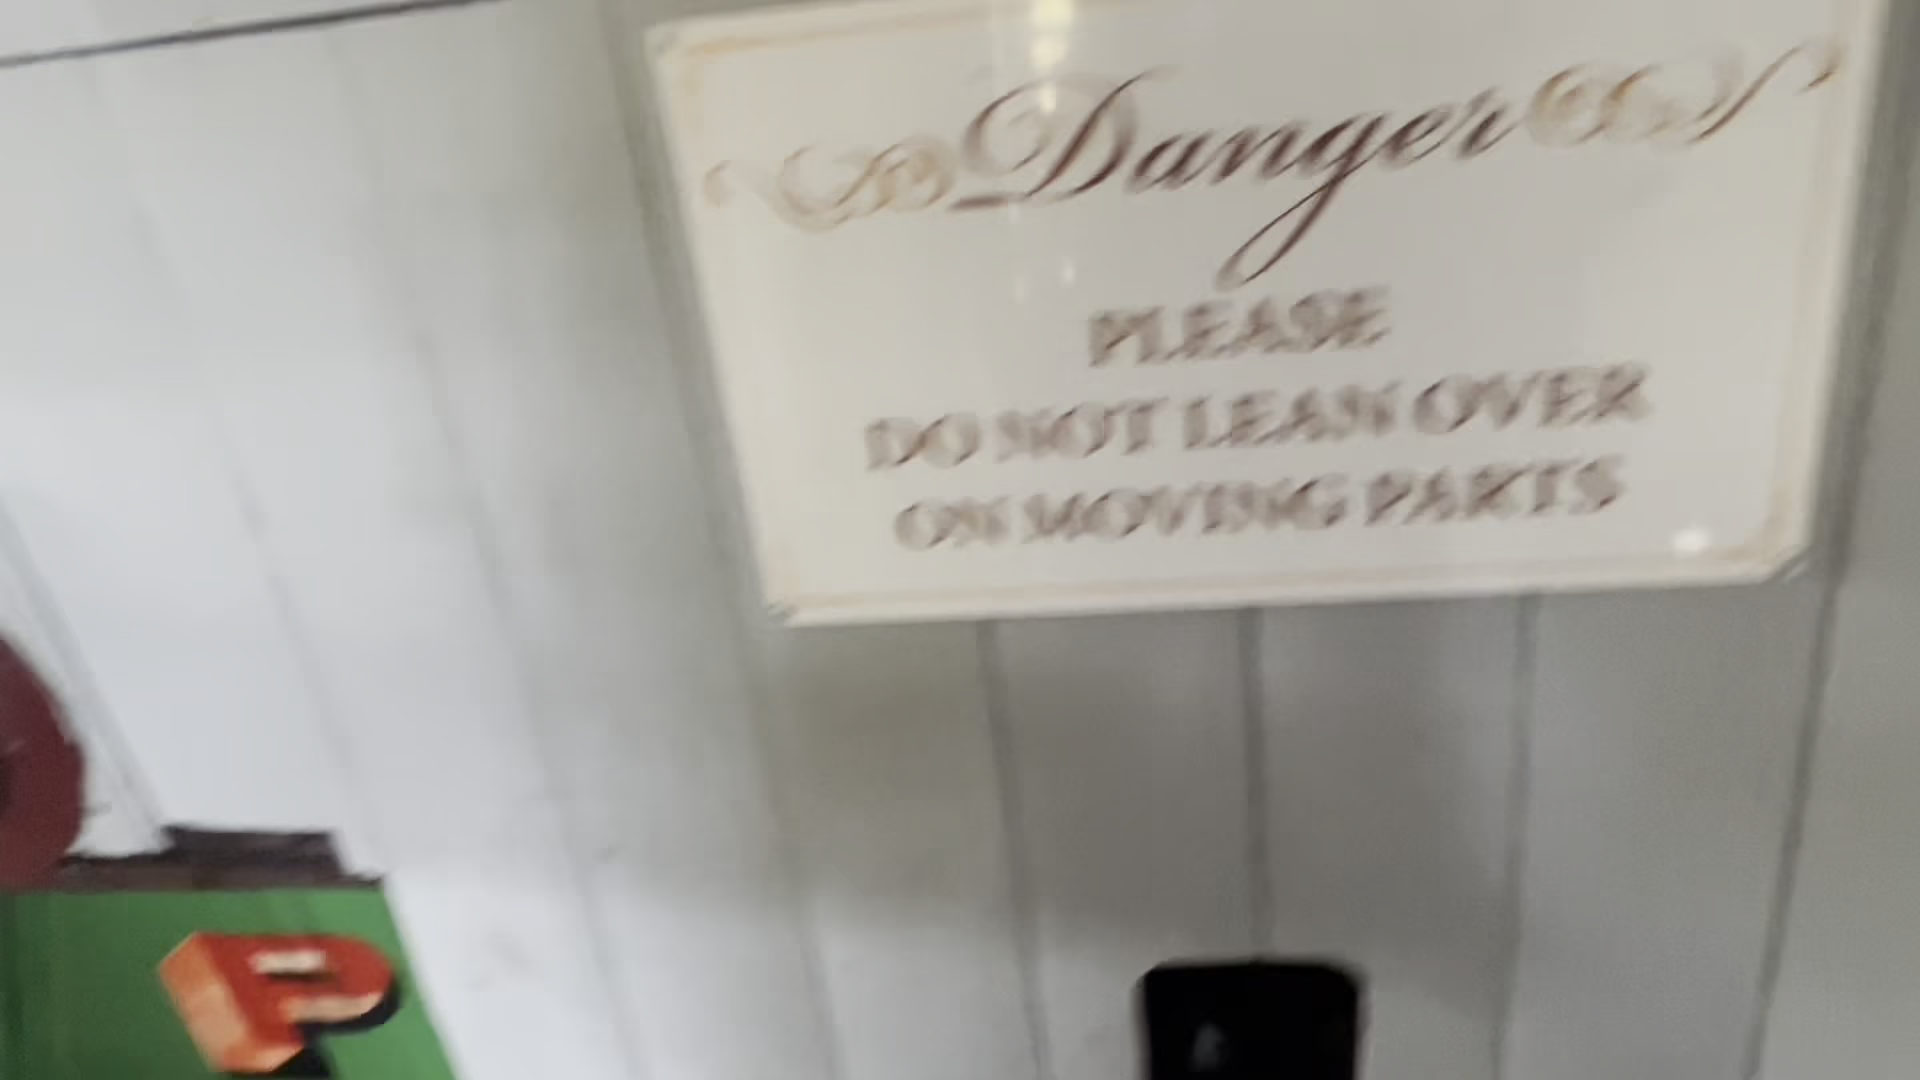 Danger
PLEASE
DO NOT LEAN OVER
ON MOVING PARTS
P